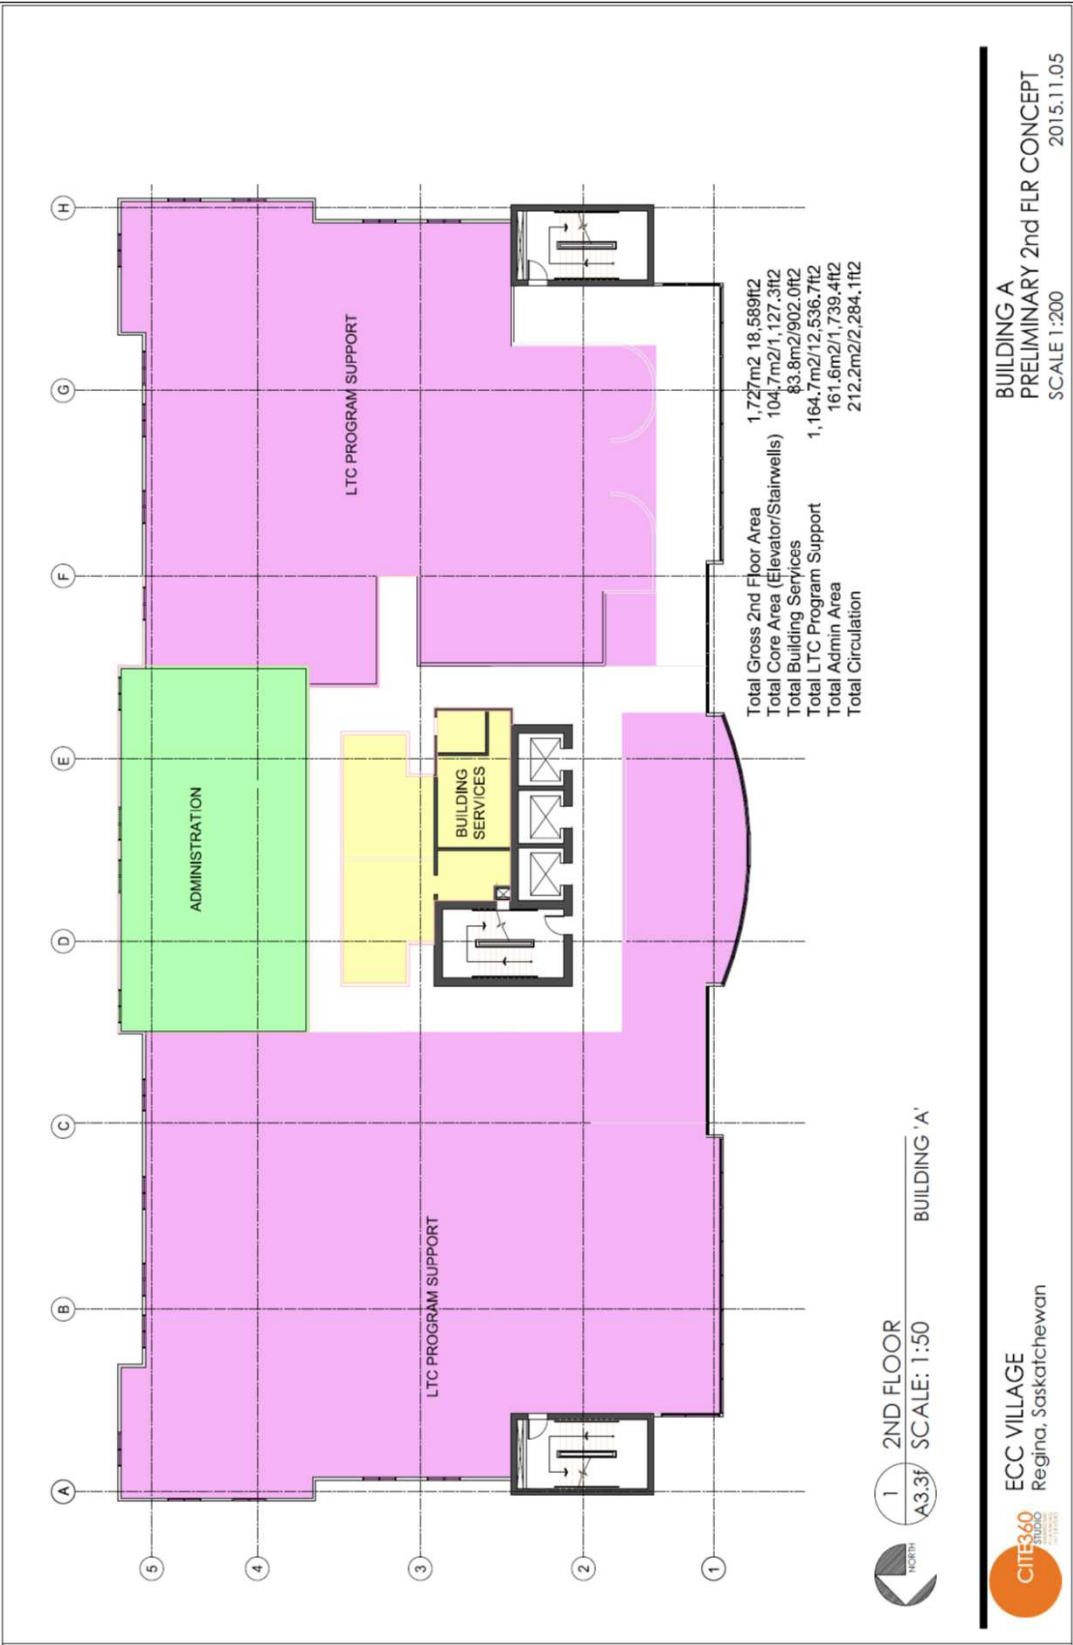 A
B
C
D
E
F
G
H
5
4
3
2
1
ADMINISTRATION
LTC PROGRAM SUPPORT
LTC PROGRAM SUPPORT
BUILDING
SERVICES
Total Gross 2nd Floor Area 1,727m2 18,589ft2
Total Core Area (Elevator/Stairwells) 104.7m2/1,127.3ft2
Total Building Services 83.8m2/902.0ft2
Total LTC Program Support 1,164.7m2/12,536.7ft2
Total Admin Area 161.6m2/1,739.4ft2
Total Circulation 212.2m2/2,284.1ft2
NORTH
1 2ND FLOOR
A3.3f SCALE: 1:50 BUILDING 'A'
CITE360
STUDIO
ECC VILLAGE
Regina, Saskatchewan
BUILDING A
PRELIMINARY 2nd FLR CONCEPT
SCALE 1:200 2015.11.05